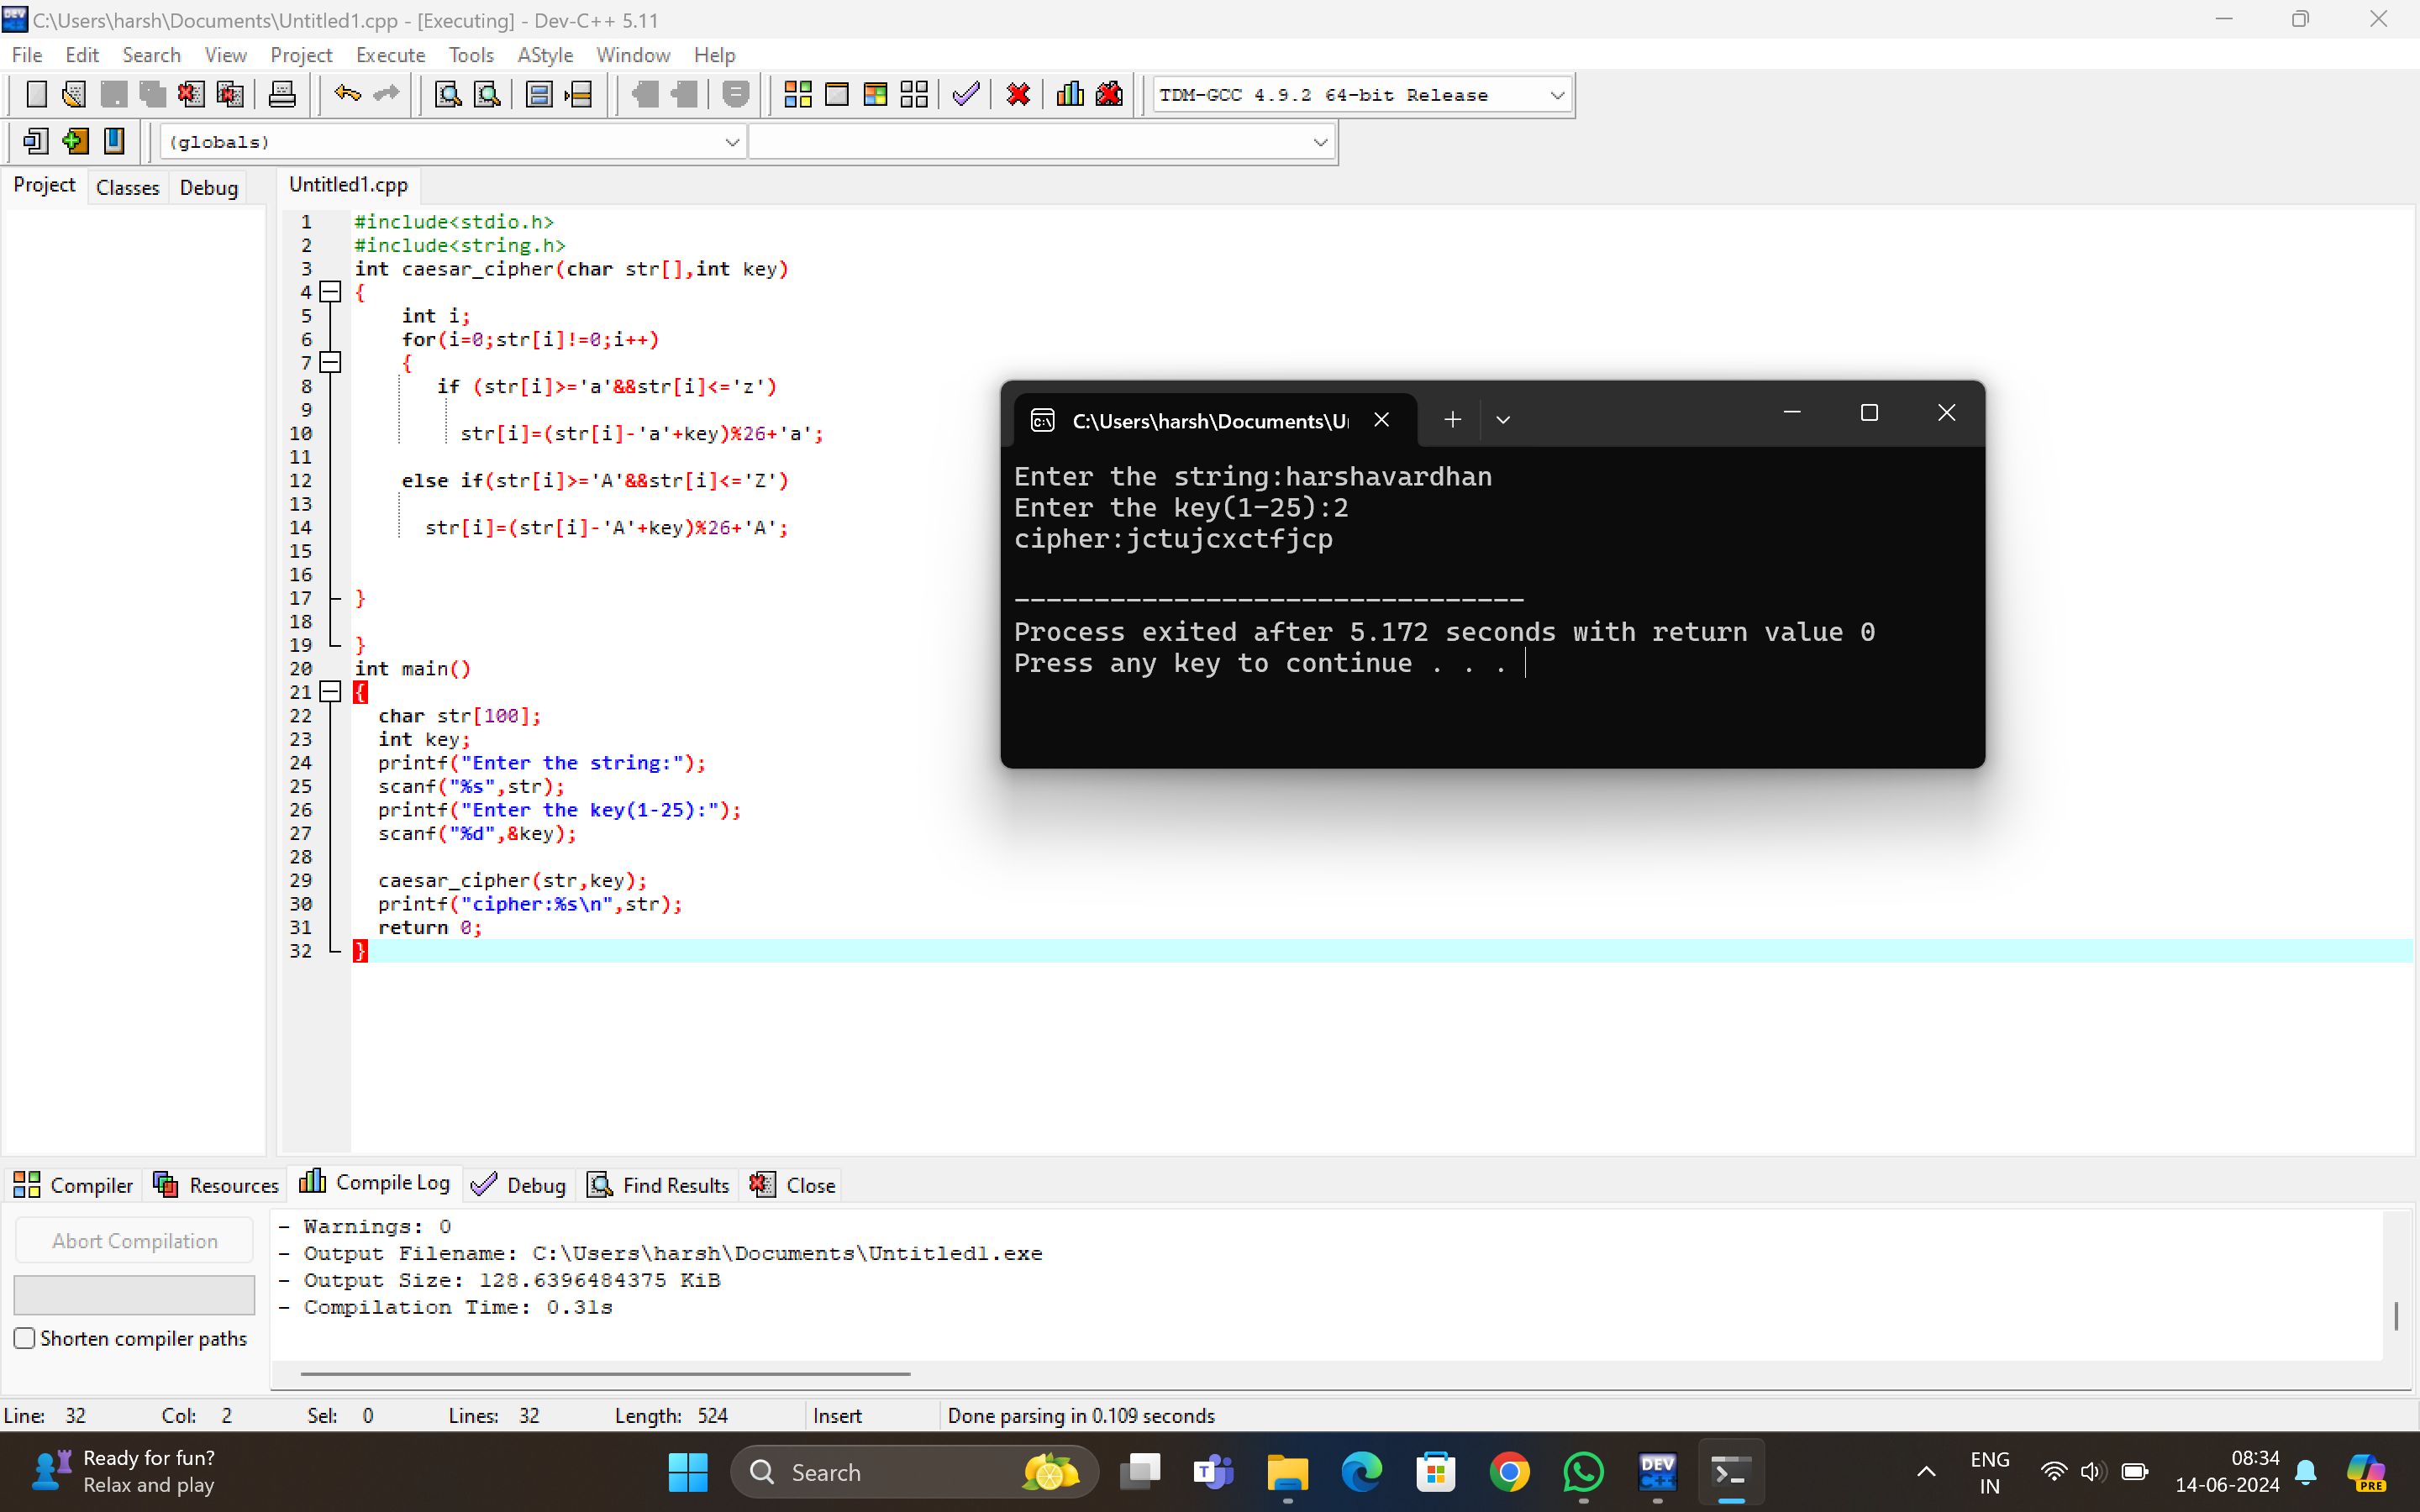 C:\Users\harsh\Documents\Untitled1.cpp - [Executing] - Dev-C++ 5.11
File Edit Search View Project Execute Tools AStyle Window Help
TDM-GCC 4.9.2 64-bit Release
(globals)
Project Classes Debug Untitled1.cpp
1 #include<stdio.h>
2 #include<string.h>
3 int caesar_cipher(char str[],int key)
4 {
5 int i;
6 for(i=0;str[i]!=0;i++)
7 {
8 if (str[i]>='a'&&str[i]<='z')
9
10 str[i]=(str[i]-'a'+key)%26+'a';
11
12 else if(str[i]>='A'&&str[i]<='Z')
13
14 str[i]=(str[i]-'A'+key)%26+'A';
15
16
17 }
18
19 }
20 int main()
21 {
22 char str[100];
23 int key;
24 printf("Enter the string:");
25 scanf("%s",str);
26 printf("Enter the key(1-25):");
27 scanf("%d",&key);
28
29 caesar_cipher(str,key);
30 printf("cipher:%s\n",str);
31 return 0;
32 }
C:\Users\harsh\Documents\U
Enter the string:harshavardhan
Enter the key(1-25):2
cipher:jctujcxctfjcp
--------------------------------
Process exited after 5.172 seconds with return value 0
Press any key to continue . . .
Compiler Resources Compile Log Debug Find Results Close
Abort Compilation
Shorten compiler paths
- Warnings: 0
- Output Filename: C:\Users\harsh\Documents\Untitled1.exe
- Output Size: 128.6396484375 KiB
- Compilation Time: 0.31s
Line: 32 Col: 2 Sel: 0 Lines: 32 Length: 524 Insert Done parsing in 0.109 seconds
Ready for fun?
Relax and play
Search
DEV
C++
ENG
IN
08:34
14-06-2024
PRE